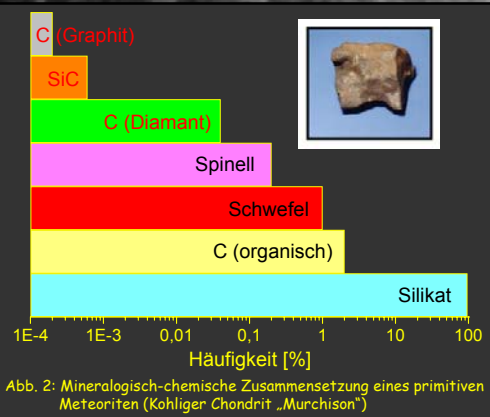 C (Graphit)
SiC
C (Diamant)
Spinell
Schwefel
C (organisch)
Silikat
1E-4 1E-3 0,01 0,1 1 10 100
Häufigkeit [%]
Abb. 2: Mineralogisch-chemische Zusammensetzung eines primitiven
Meteoriten (Kohliger Chondrit „Murchison“)